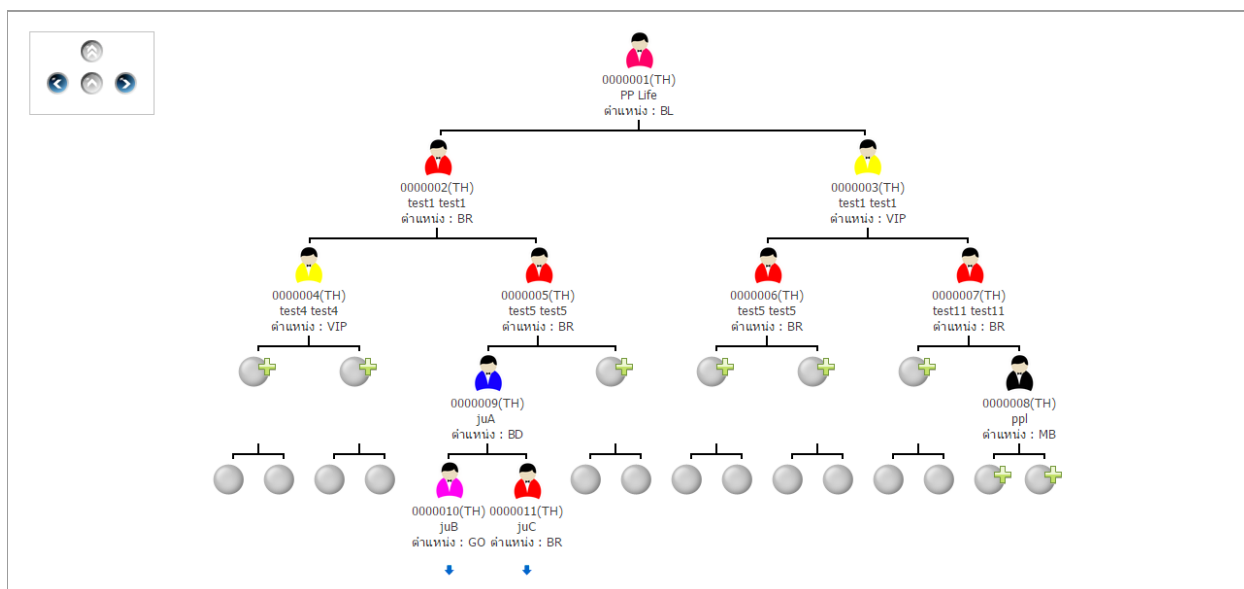 0000001(TH)
PP Life
ตำแหน่ง : BL
0000002(TH)
test1 test1
ตำแหน่ง : BR
0000003(TH)
test1 test1
ตำแหน่ง : VIP
0000004(TH)
test4 test4
ตำแหน่ง : VIP
0000005(TH)
test5 test5
ตำแหน่ง : BR
0000006(TH)
test5 test5
ตำแหน่ง : BR
0000007(TH)
test11 test11
ตำแหน่ง : BR
0000009(TH)
juA
ตำแหน่ง : BD
0000008(TH)
ppl
ตำแหน่ง : MB
0000010(TH)
juB
ตำแหน่ง : GO
0000011(TH)
juC
ตำแหน่ง : BR